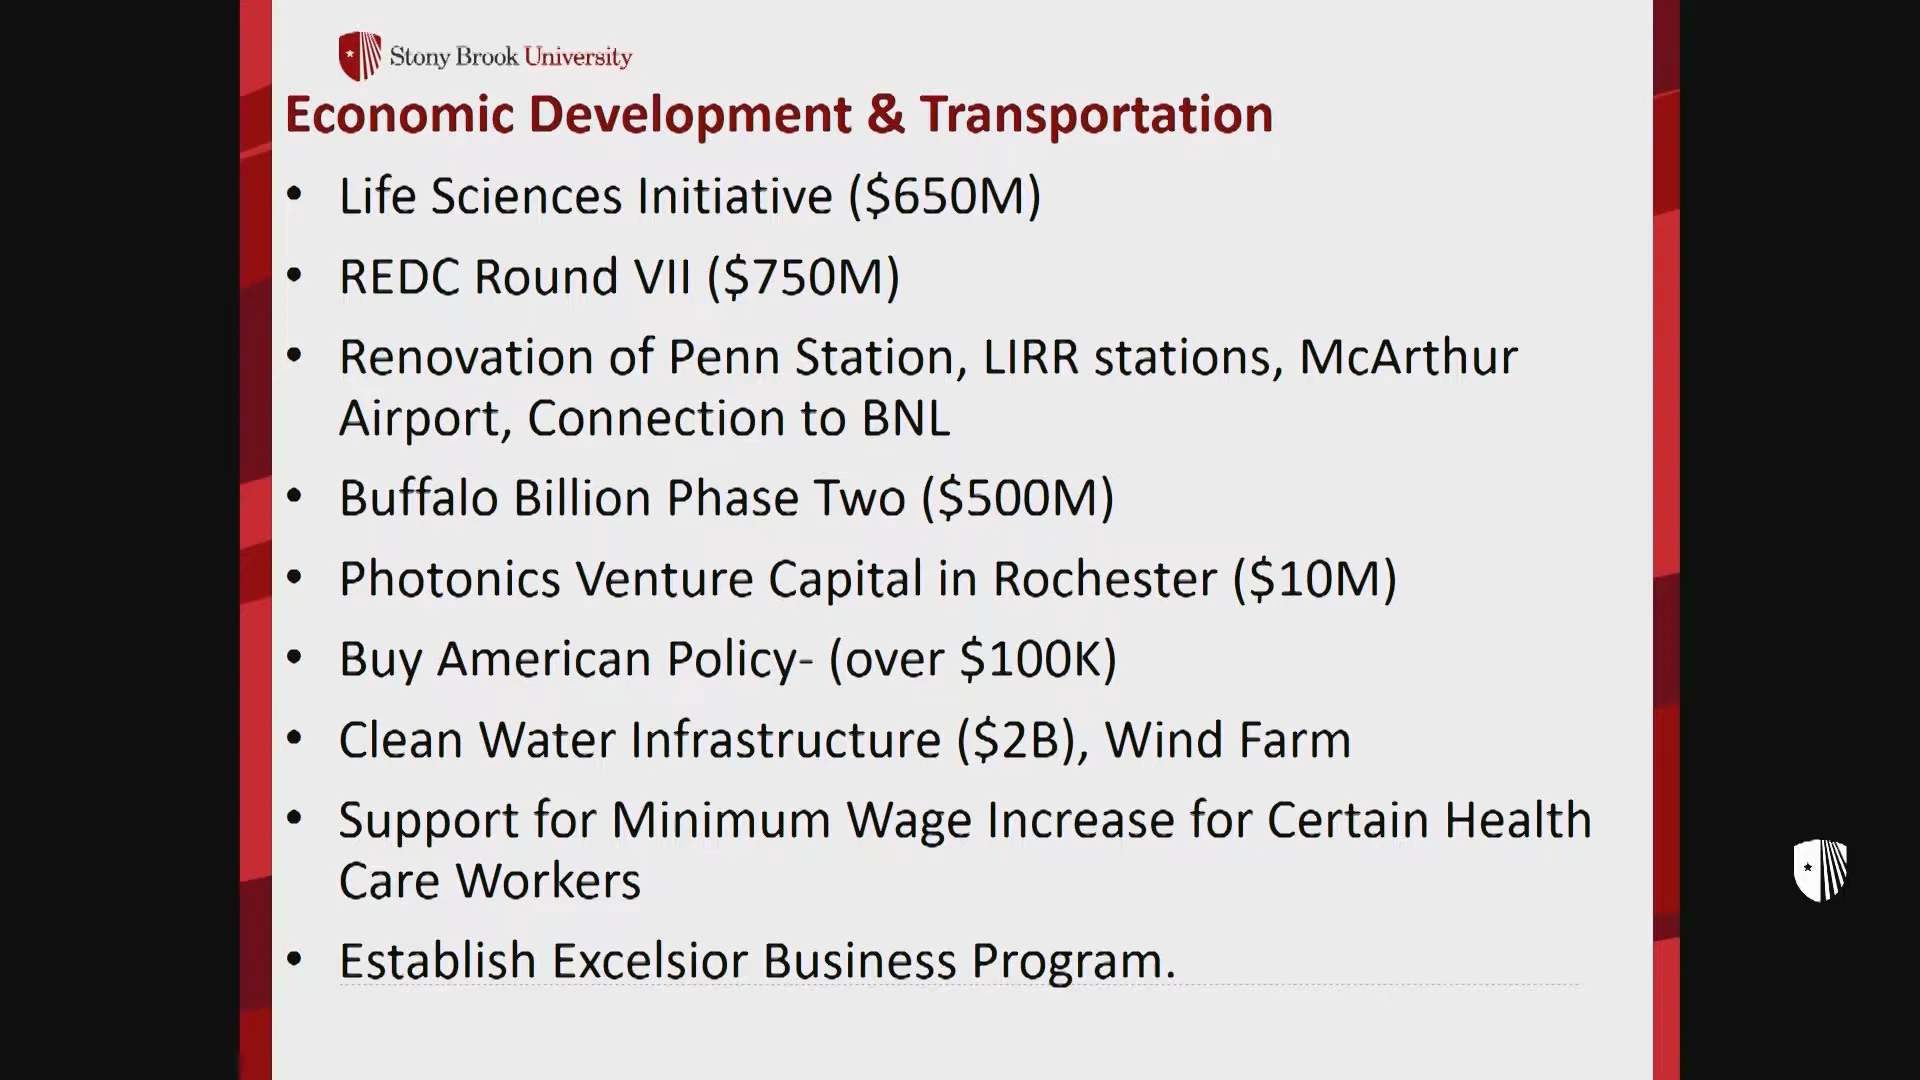 Stony Brook University
Economic Development & Transportation
• Life Sciences Initiative ($650M)
• REDC Round VII ($750M)
• Renovation of Penn Station, LIRR stations, McArthur
Airport, Connection to BNL
• Buffalo Billion Phase Two ($500M)
• Photonics Venture Capital in Rochester ($10M)
• Buy American Policy- (over $100K)
• Clean Water Infrastructure ($2B), Wind Farm
• Support for Minimum Wage Increase for Certain Health
Care Workers
• Establish Excelsior Business Program.